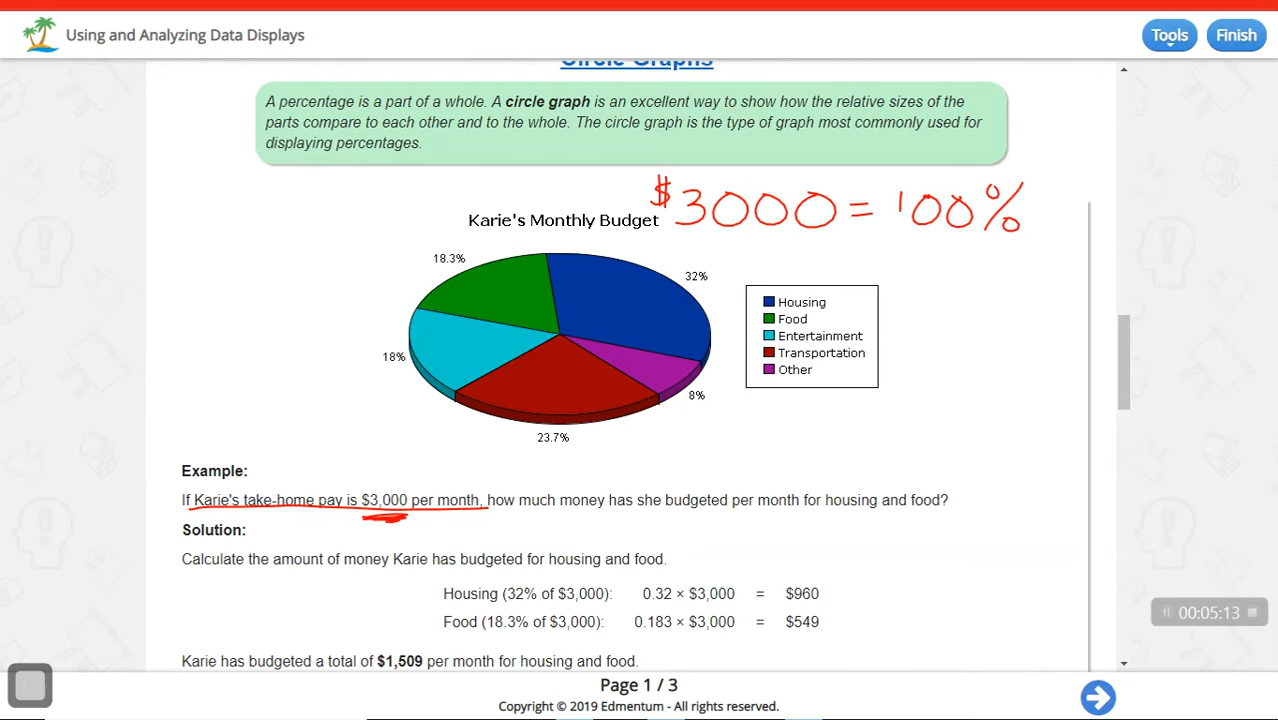 Using and Analyzing Data Displays
Tools
Finish
Circle Graphs
A percentage is a part of a whole. A circle graph is an excellent way to show how the relative sizes of the
parts compare to each other and to the whole. The circle graph is the type of graph most commonly used for
displaying percentages.
$3000 = 100%
Karie's Monthly Budget
18.3%
32%
18%
8%
23.7%
Housing
Food
Entertainment
Transportation
Other
Example:
If Karie's take-home pay is $3,000 per month, how much money has she budgeted per month for housing and food?
Solution:
Calculate the amount of money Karie has budgeted for housing and food.
Housing (32% of $3,000): 0.32 × $3,000 = $960
Food (18.3% of $3,000): 0.183 × $3,000 = $549
Karie has budgeted a total of $1,509 per month for housing and food.
00:05:13
Page 1 / 3
Copyright © 2019 Edmentum - All rights reserved.